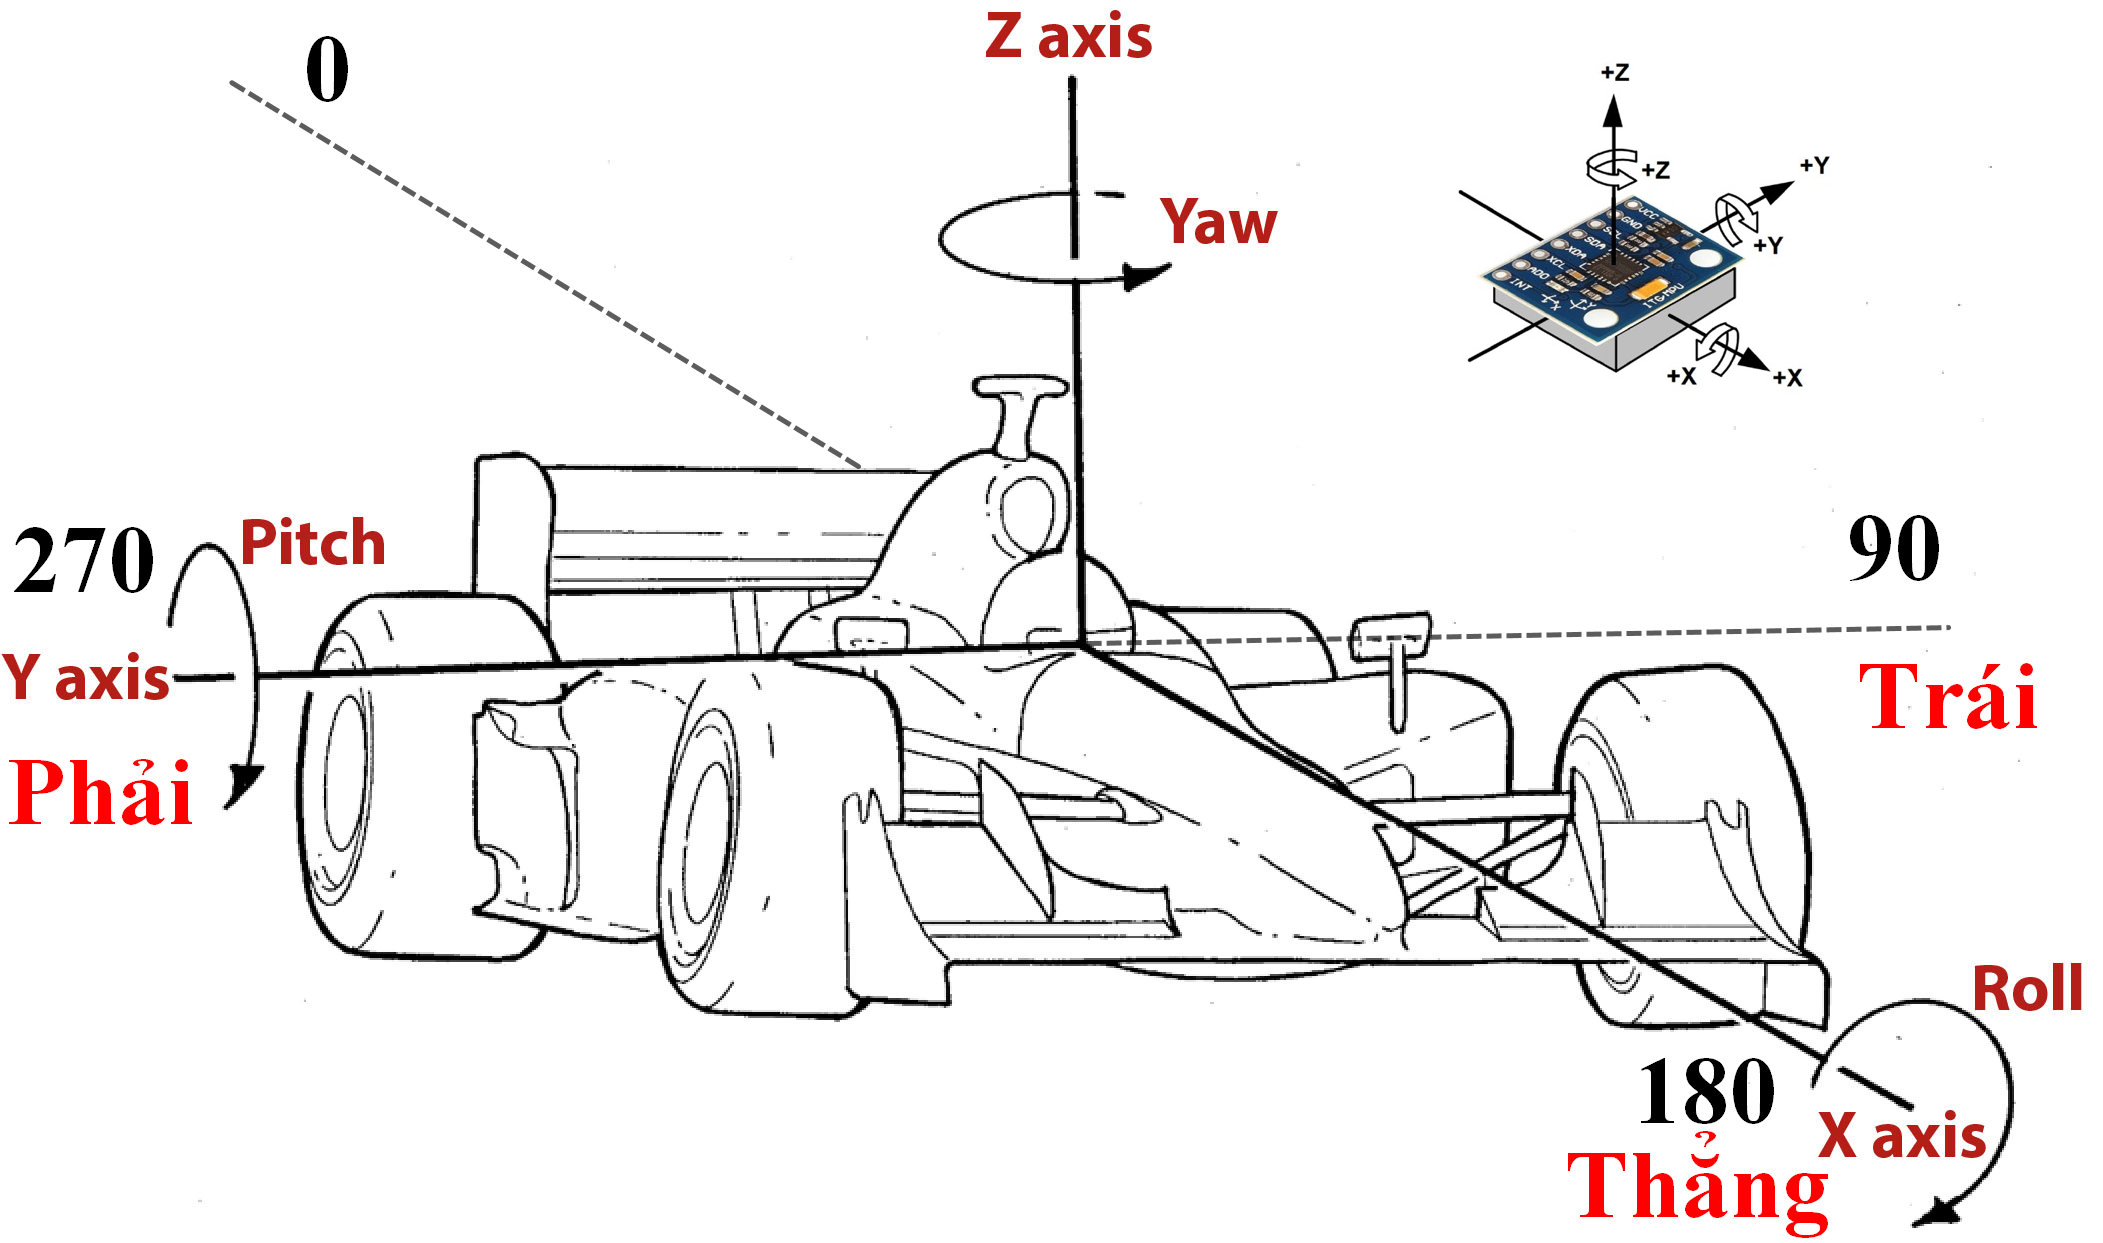 Z axis
0
Yaw
+Z
+Z
+Y
+Y
VCC
GND
SCL
SDA
XDA
XCL
ADO
INT
X
Y
ITG/MPU
+X
+X
270
Pitch
90
Y axis
Trái
Phải
Roll
180
X axis
Thẳng